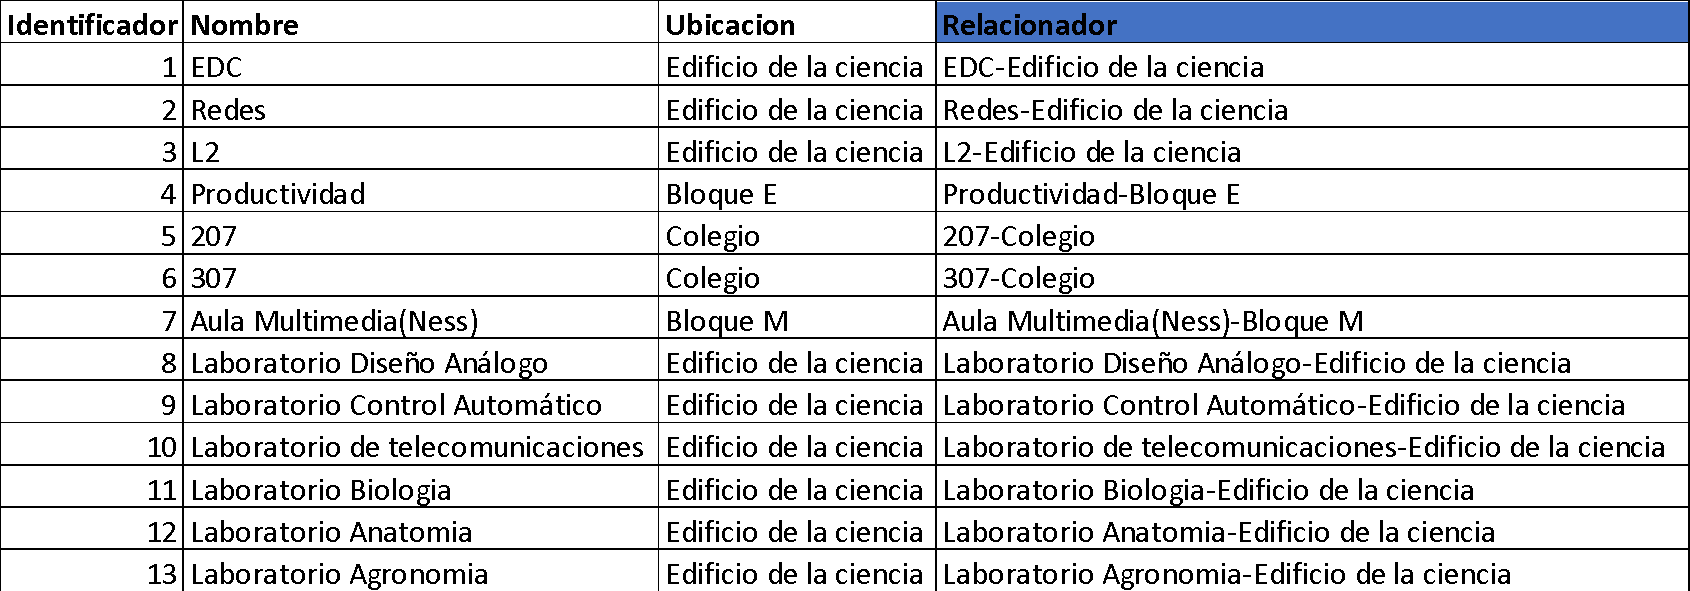 Identificador Nombre Ubicacion Relacionador
1 EDC Edificio de la ciencia EDC-Edificio de la ciencia
2 Redes Edificio de la ciencia Redes-Edificio de la ciencia
3 L2 Edificio de la ciencia L2-Edificio de la ciencia
4 Productividad Bloque E Productividad-Bloque E
5 207 Colegio 207-Colegio
6 307 Colegio 307-Colegio
7 Aula Multimedia(Ness) Bloque M Aula Multimedia(Ness)-Bloque M
8 Laboratorio Diseño Análogo Edificio de la ciencia Laboratorio Diseño Análogo-Edificio de la ciencia
9 Laboratorio Control Automático Edificio de la ciencia Laboratorio Control Automático-Edificio de la ciencia
10 Laboratorio de telecomunicaciones Edificio de la ciencia Laboratorio de telecomunicaciones-Edificio de la ciencia
11 Laboratorio Biologia Edificio de la ciencia Laboratorio Biologia-Edificio de la ciencia
12 Laboratorio Anatomia Edificio de la ciencia Laboratorio Anatomia-Edificio de la ciencia
13 Laboratorio Agronomia Edificio de la ciencia Laboratorio Agronomia-Edificio de la ciencia